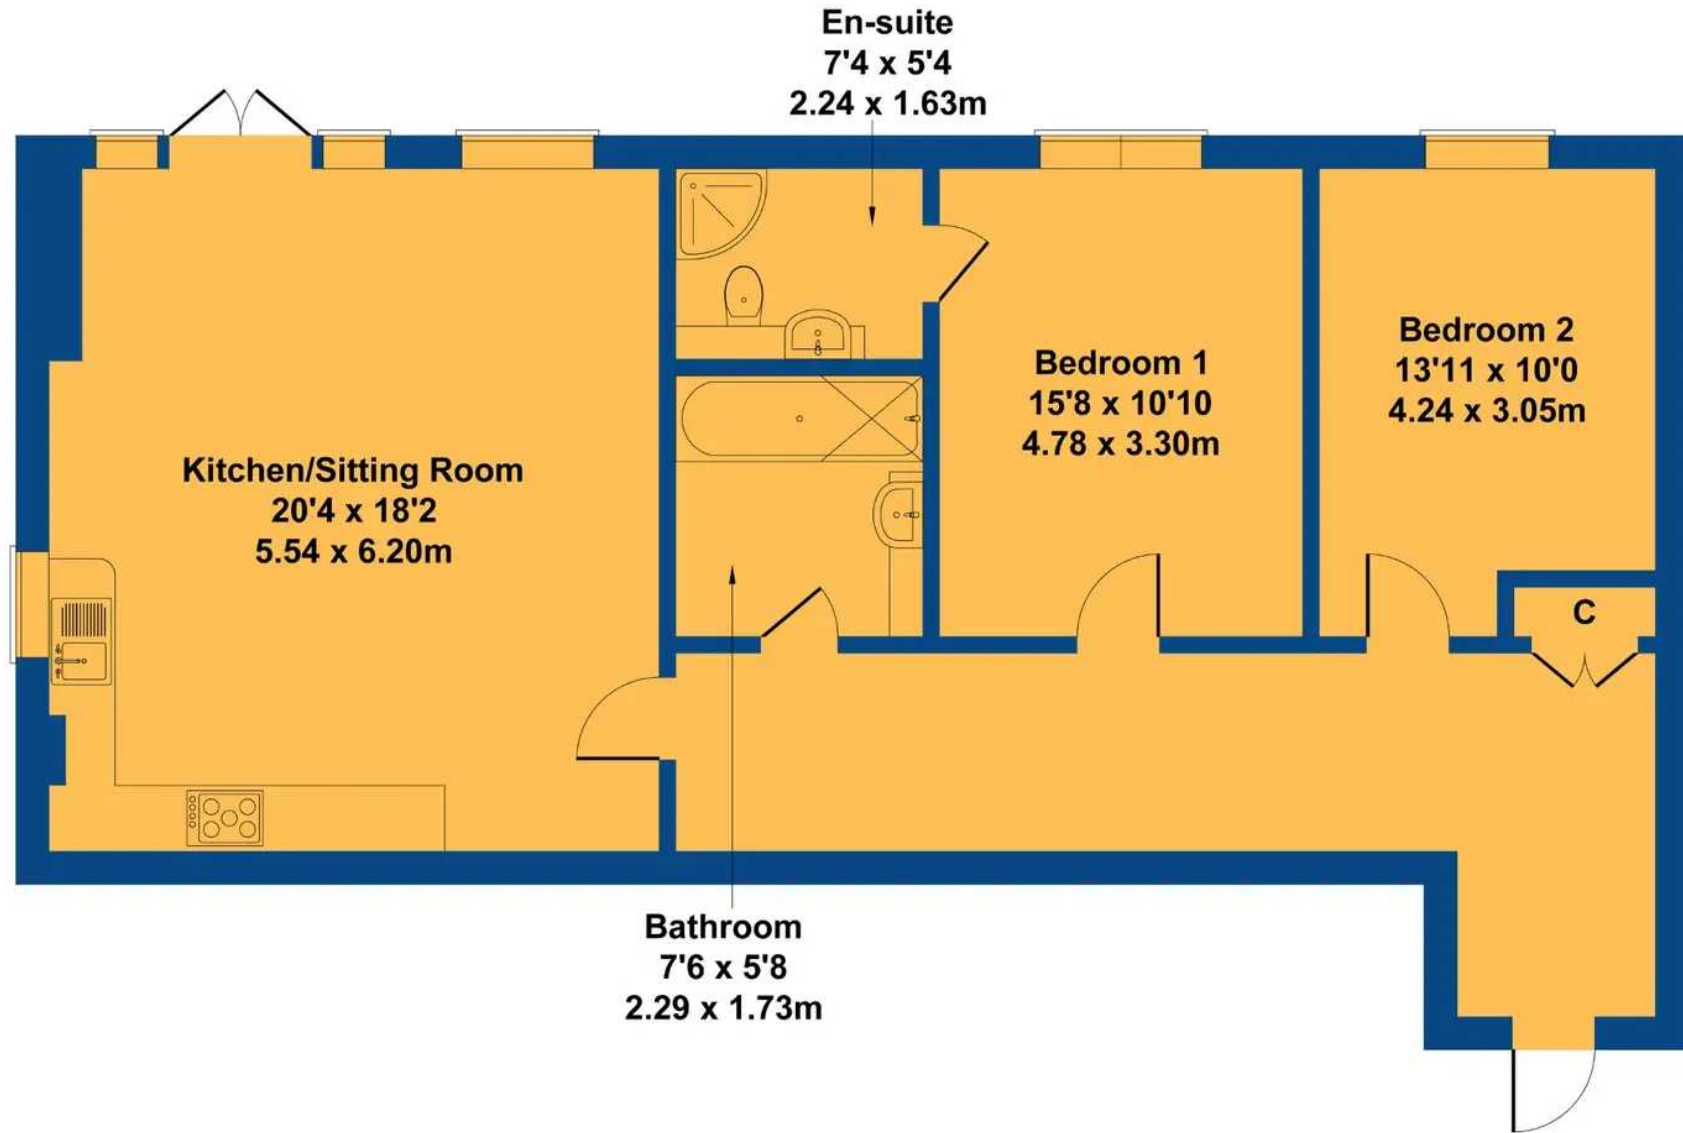 En-suite
7'4 x 5'4
2.24 x 1.63m
Kitchen/Sitting Room
20'4 x 18'2
5.54 x 6.20m
Bedroom 1
15'8 x 10'10
4.78 x 3.30m
Bedroom 2
13'11 x 10'0
4.24 x 3.05m
C
Bathroom
7'6 x 5'8
2.29 x 1.73m